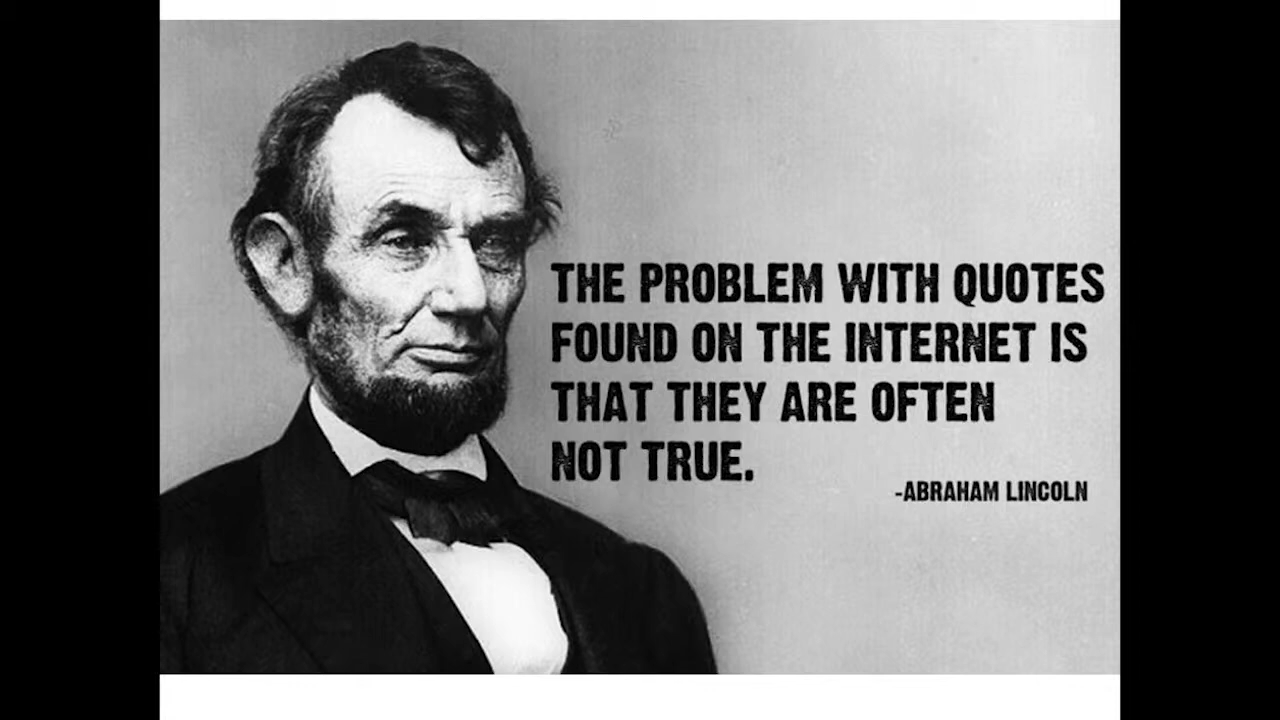 THE PROBLEM WITH QUOTES
FOUND ON THE INTERNET IS
THAT THEY ARE OFTEN
NOT TRUE.
-ABRAHAM LINCOLN